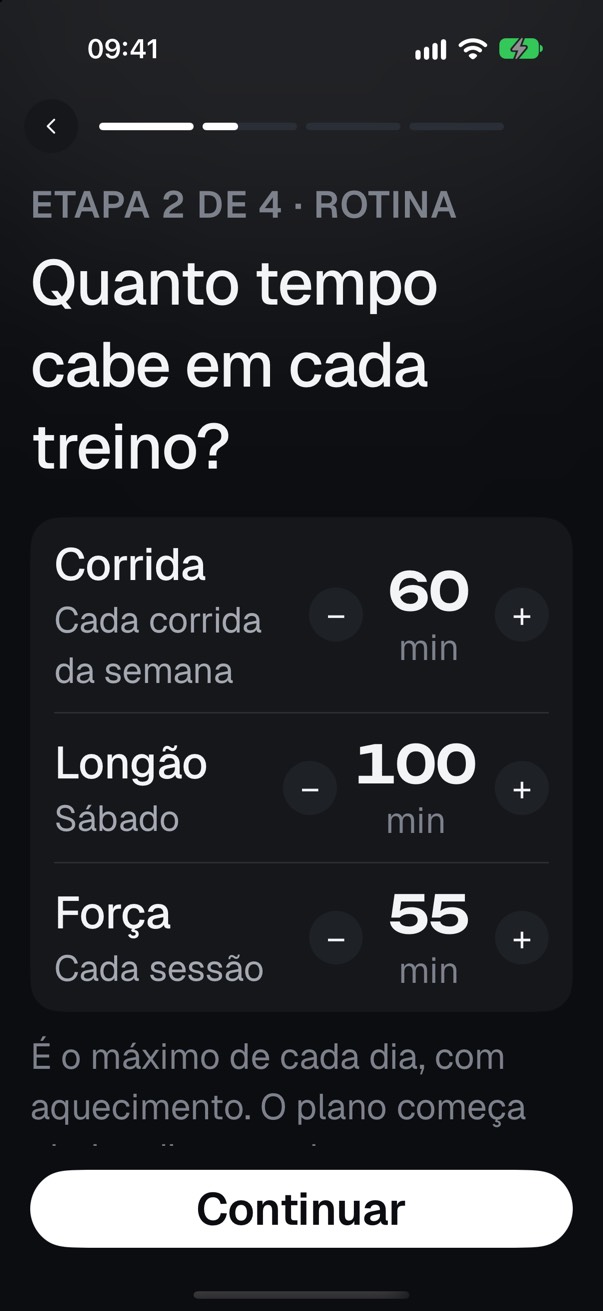 09:41
ETAPA 2 DE 4 · ROTINA
Quanto tempo
cabe em cada
treino?
Corrida
Cada corrida
da semana
− 60 +
min
Longão
Sábado
− 100 +
min
Força
Cada sessão
− 55 +
min
É o máximo de cada dia, com
aquecimento. O plano começa
Continuar